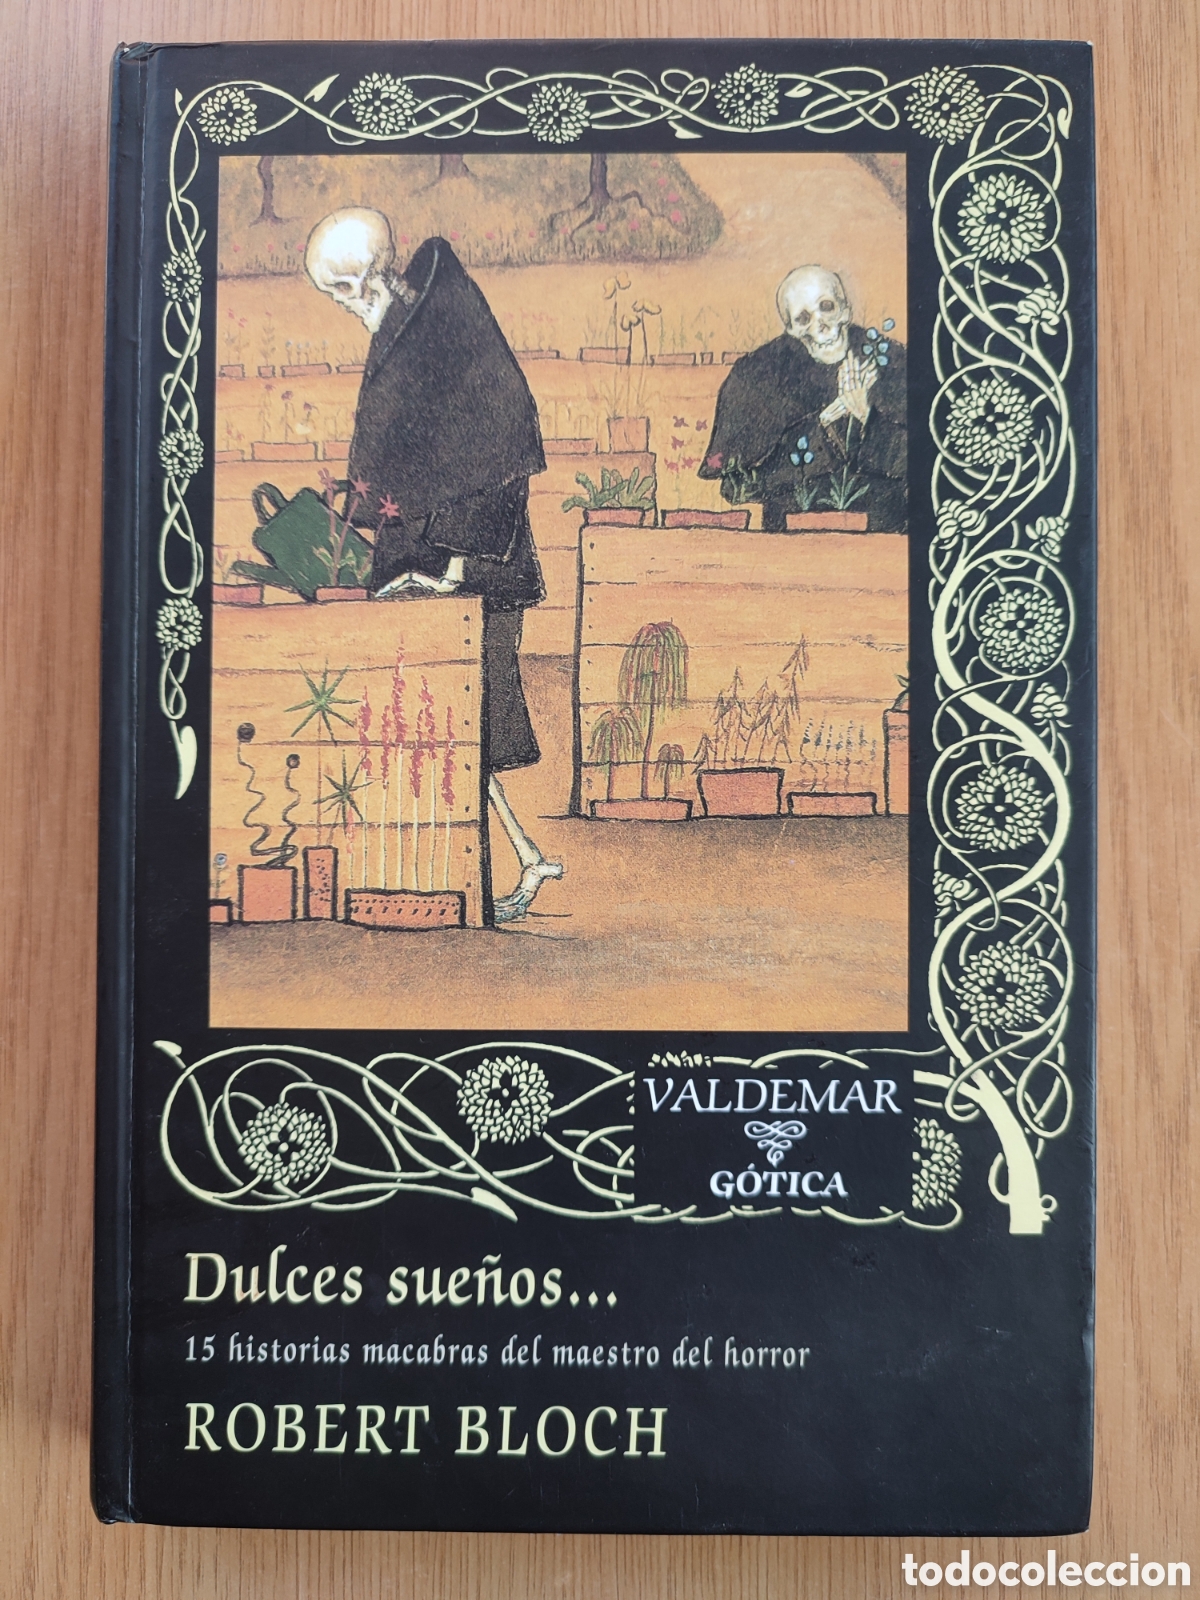 VALDEMAR
GÓTICA
Dulces sueños...
15 historias macabras del maestro del horror
ROBERT BLOCH
todocoleccion